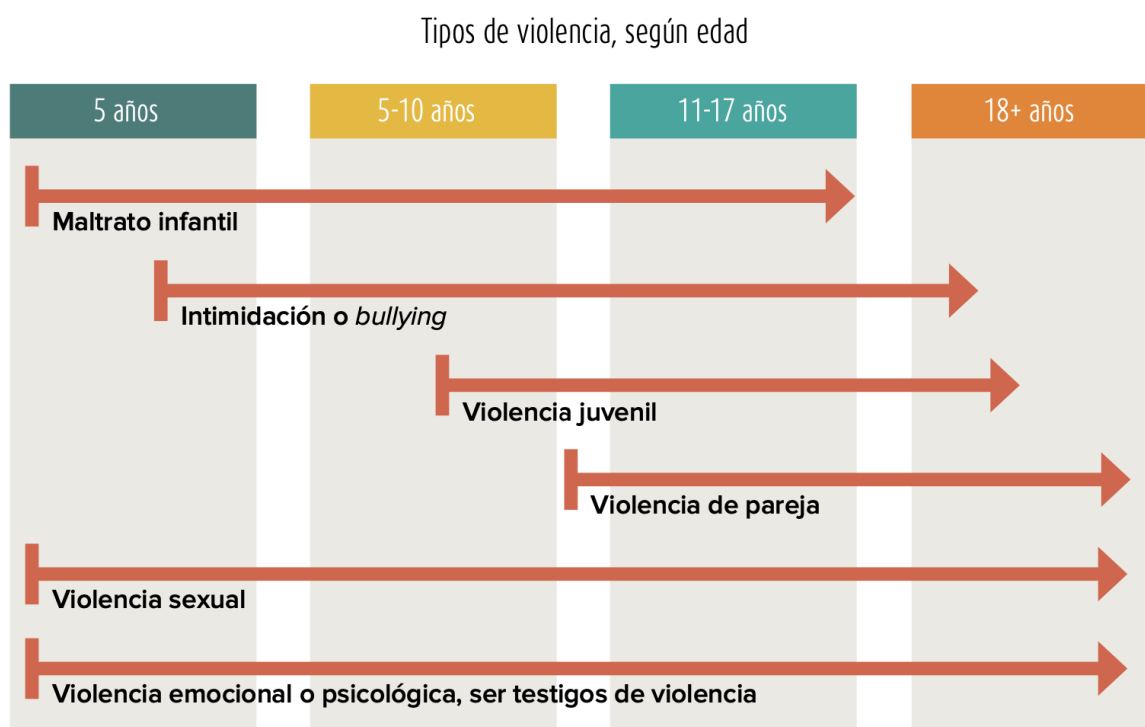 Tipos de violencia, según edad
5 años
5-10 años
11-17 años
18+ años
Maltrato infantil
Intimidación o bullying
Violencia juvenil
Violencia de pareja
Violencia sexual
Violencia emocional o psicológica, ser testigos de violencia